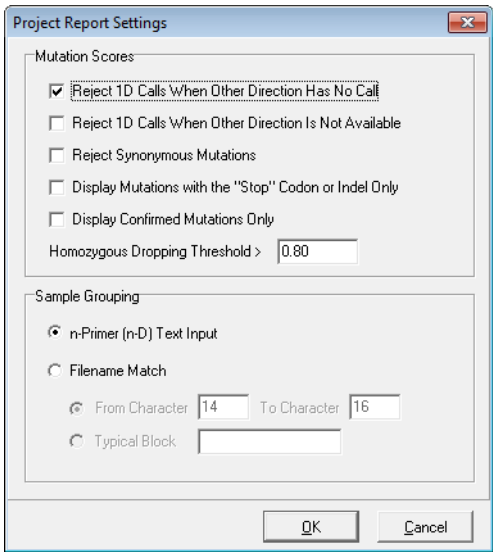 Project Report Settings
Mutation Scores
Reject 1D Calls When Other Direction Has No Call
Reject 1D Calls When Other Direction Is Not Available
Reject Synonymous Mutations
Display Mutations with the "Stop" Codon or Indel Only
Display Confirmed Mutations Only
Homozygous Dropping Threshold > 0.80
Sample Grouping
n-Primer (n-D) Text Input
Filename Match
From Character 14 To Character 16
Typical Block
OK Cancel